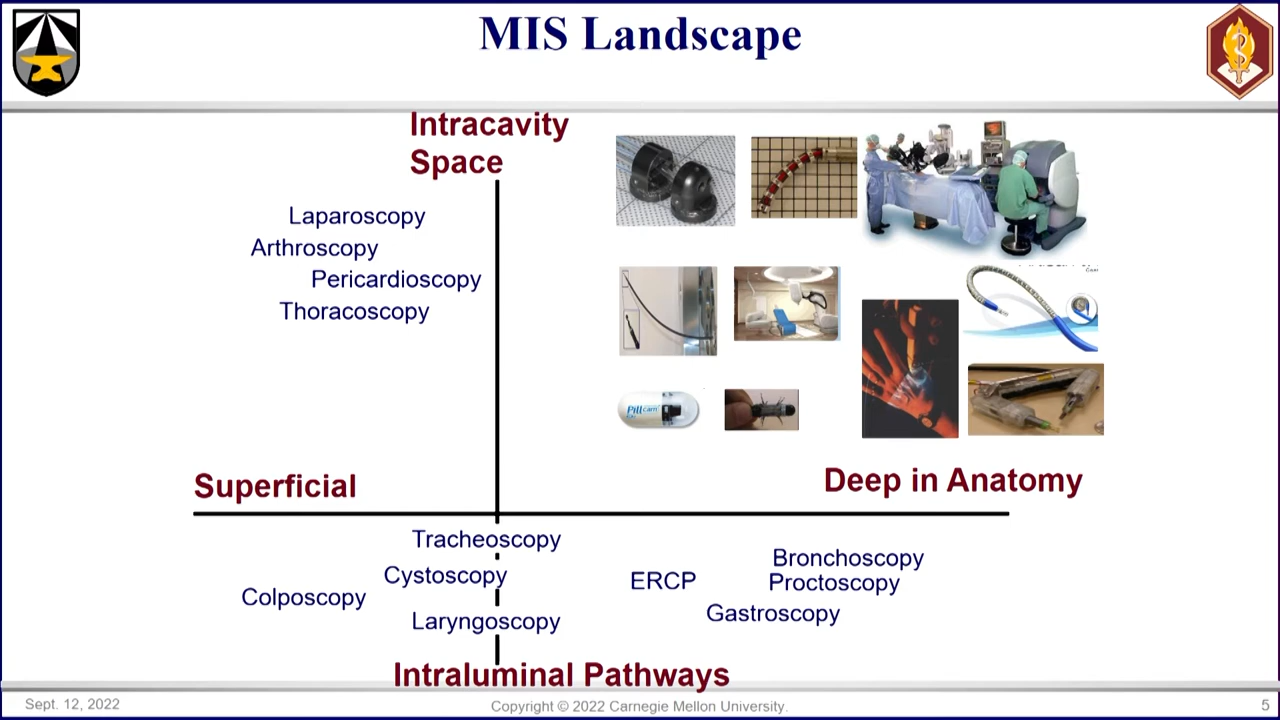 MIS Landscape
Intracavity
Space
Laparoscopy
Arthroscopy
Pericardioscopy
Thoracoscopy
Pillcam
Superficial
Deep in Anatomy
Tracheoscopy
Cystoscopy
Colposcopy
Laryngoscopy
ERCP
Bronchoscopy
Proctoscopy
Gastroscopy
Intraluminal Pathways
Sept. 12, 2022
Copyright © 2022 Carnegie Mellon University.
5